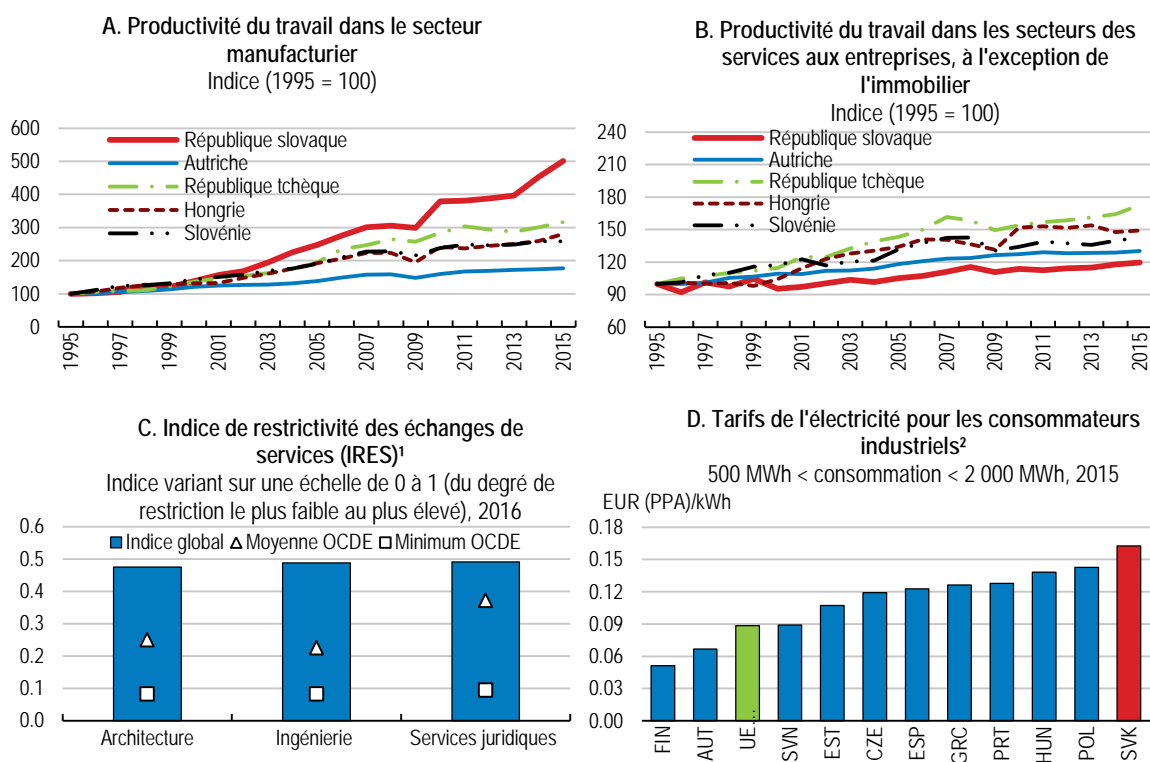 A. Productivité du travail dans le secteur
manufacturier
Indice (1995 = 100)
600
500
400
300
200
100
0
République slovaque
Autriche
République tchèque
Hongrie
Slovénie
1995
1997
1999
2001
2003
2005
2007
2009
2011
2013
2015
B. Productivité du travail dans les secteurs des
services aux entreprises, à l'exception de
l'immobilier
Indice (1995 = 100)
240
210
180
150
120
90
60
République slovaque
Autriche
République tchèque
Hongrie
Slovénie
1995
1997
1999
2001
2003
2005
2007
2009
2011
2013
2015
C. Indice de restrictivité des échanges de
services (IRES)¹
Indice variant sur une échelle de 0 à 1 (du degré de
restriction le plus faible au plus élevé), 2016
0.6
0.5
0.4
0.3
0.2
0.1
0.0
Indice global
Moyenne OCDE
Minimum OCDE
Architecture
Ingénierie
Services juridiques
D. Tarifs de l'électricité pour les consommateurs
industriels²
500 MWh < consommation < 2 000 MWh, 2015
EUR (PPA)/kWh
0.18
0.15
0.12
0.09
0.06
0.03
0.00
FIN
AUT
UE...
SVN
EST
CZE
ESP
GRC
PRT
HUN
POL
SVK